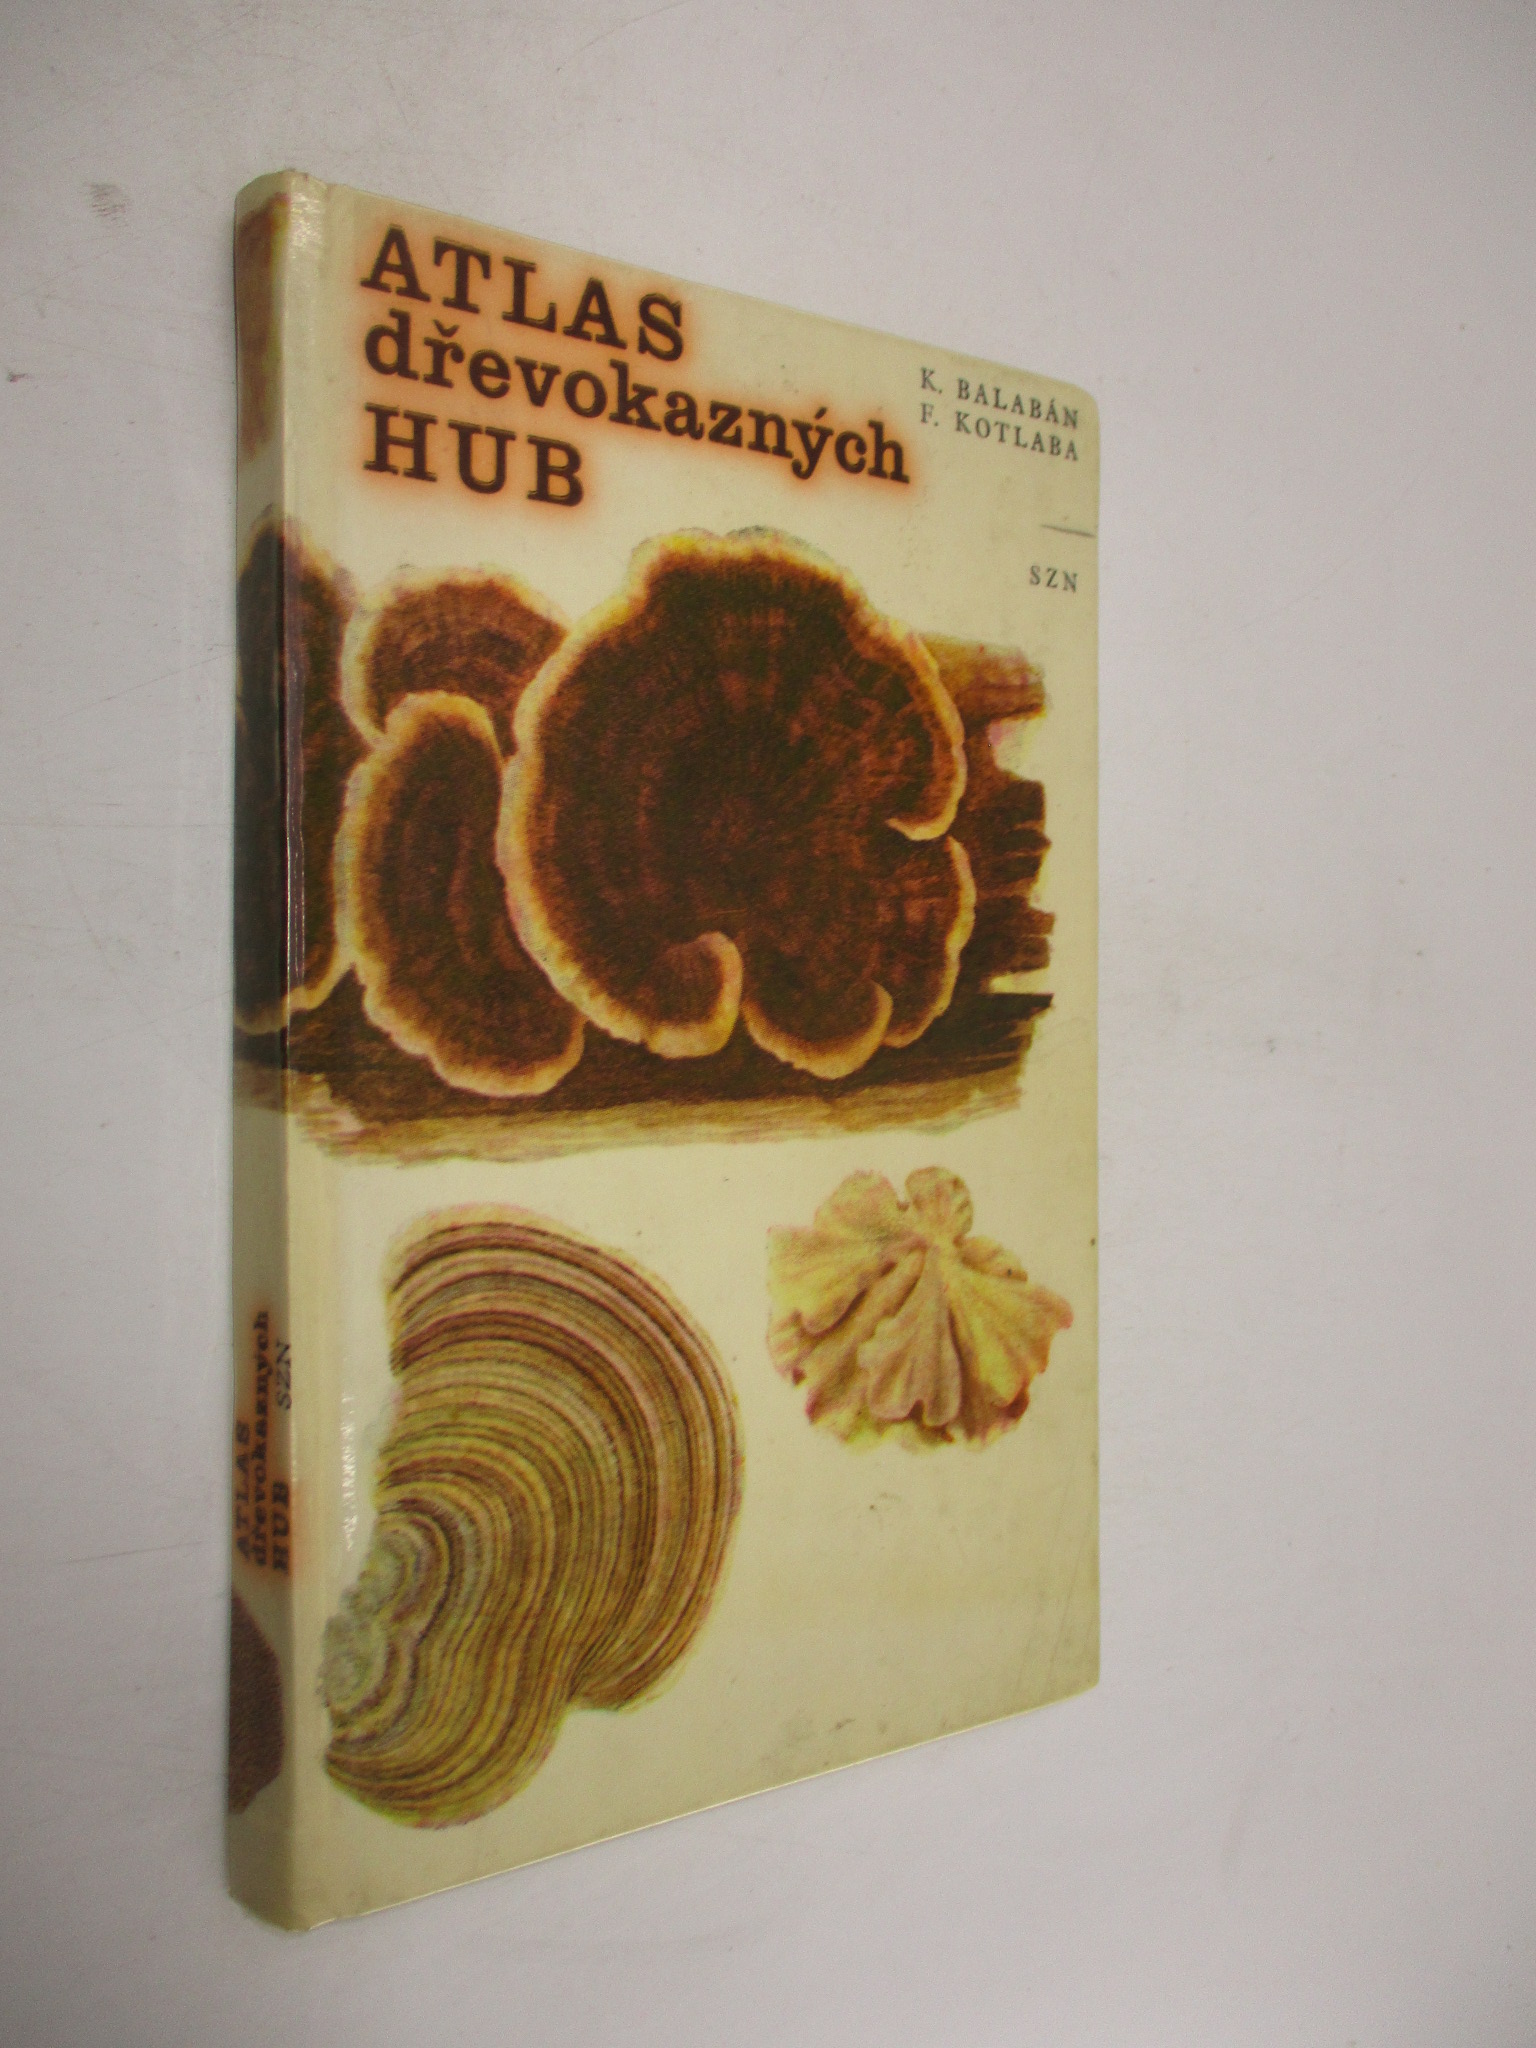 ATLAS
dřevokazných
HUB
K. BALABÁN
F. KOTLABA
SZN
ATLAS
dřevokazných
HUB
SZN